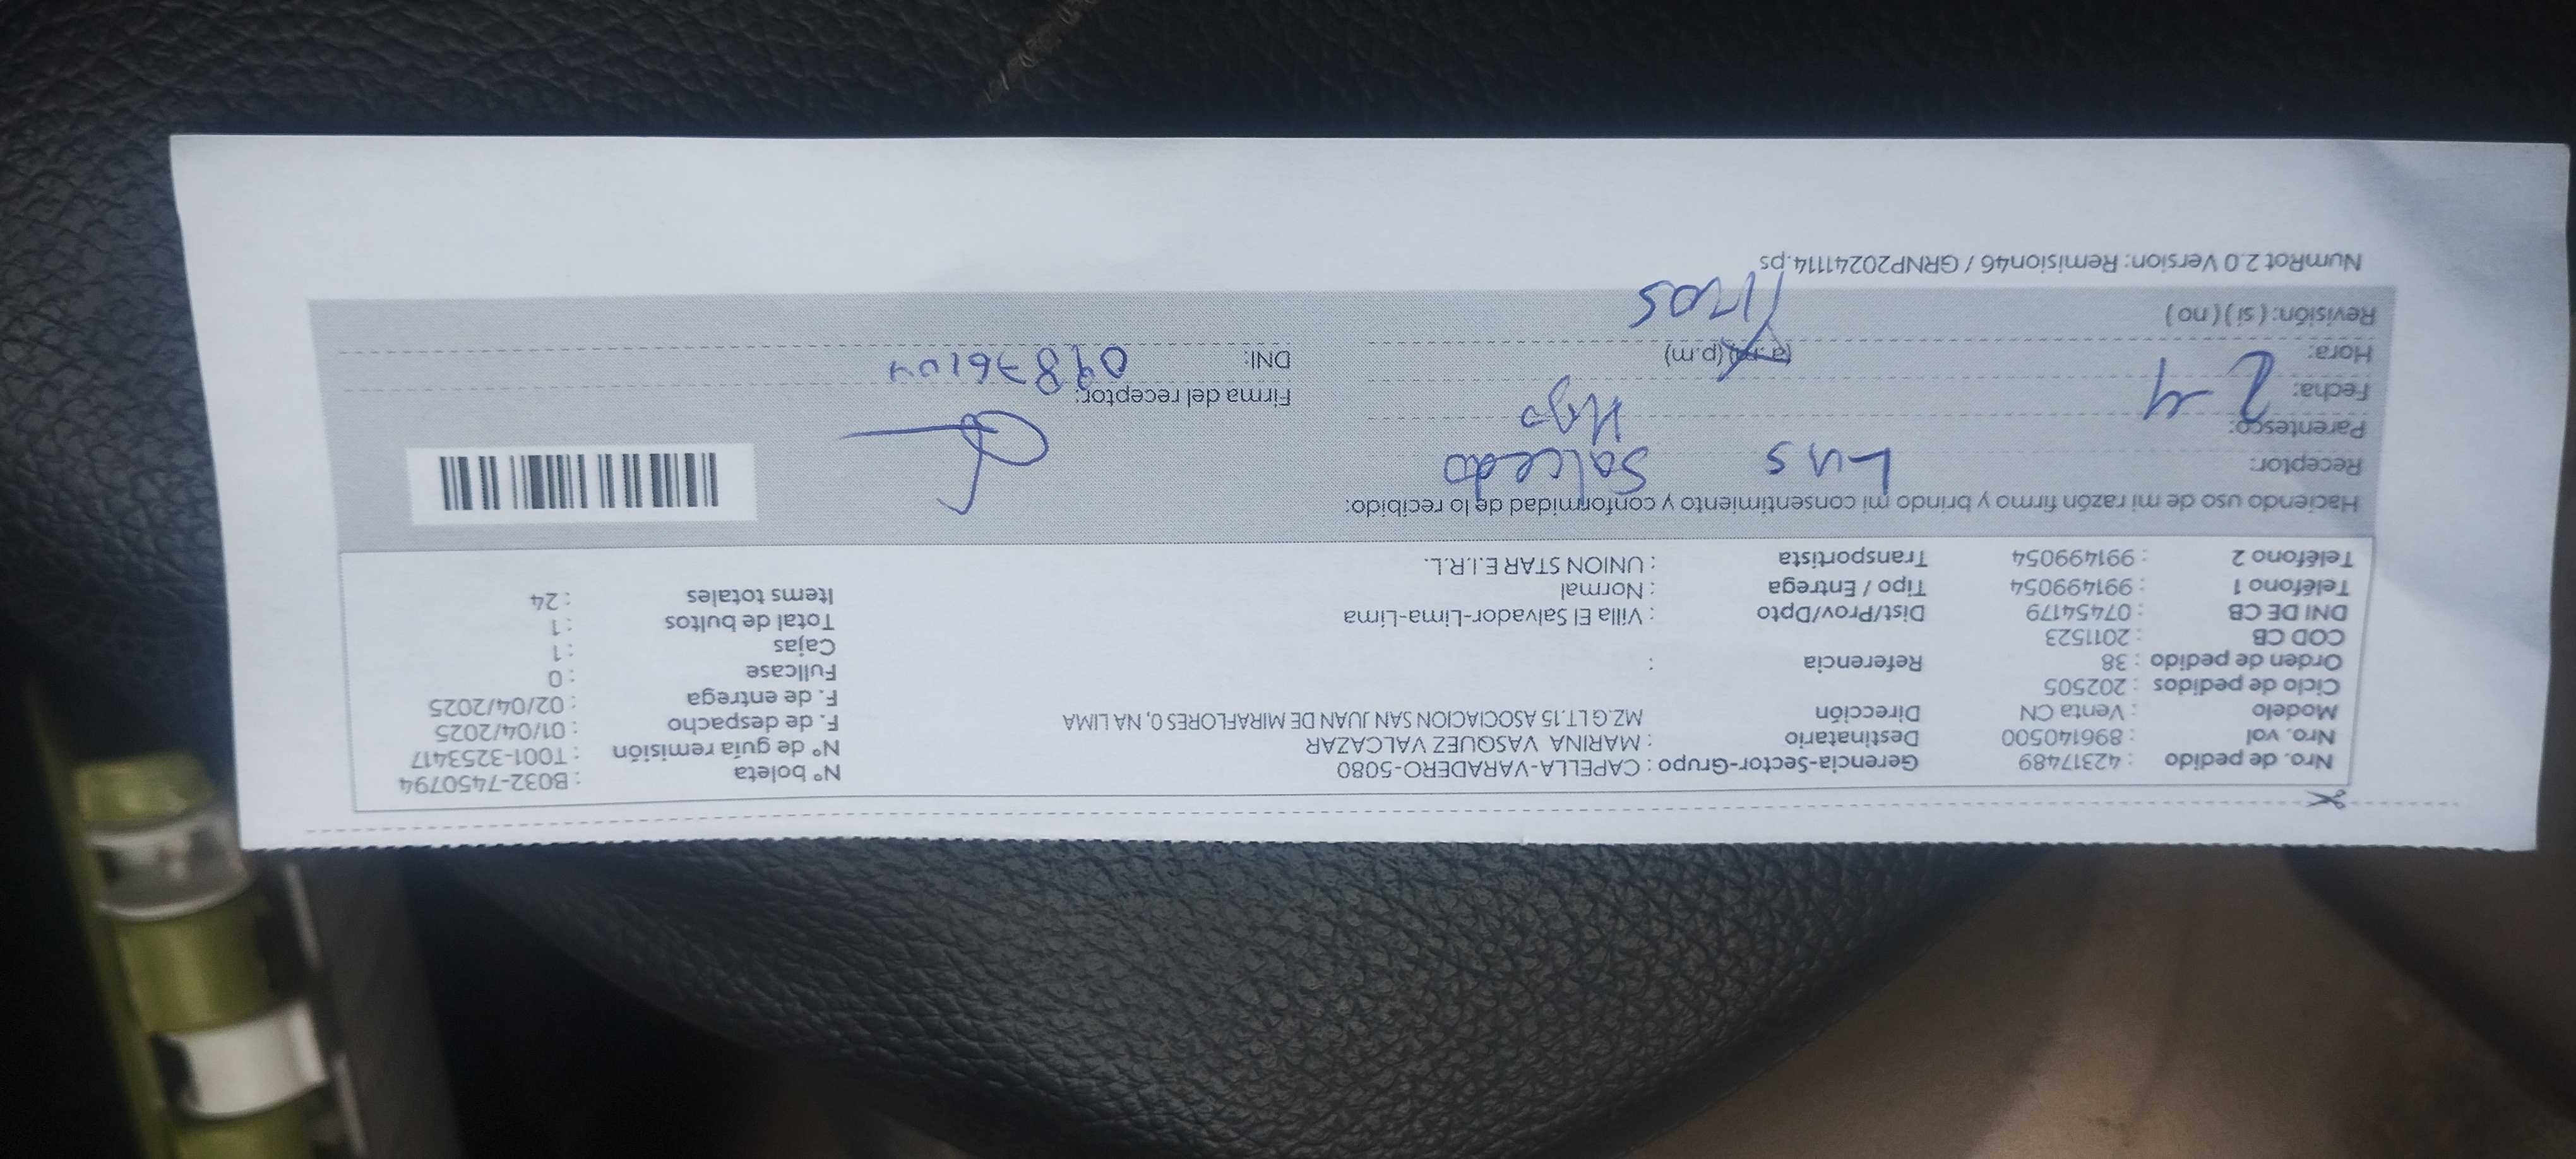 Nro. de pedido : 42317489 Gerencia-Sector-Grupo : CAPELLA-VARADERO-5080 N° boleta : B032-7450794
Nro. vol : 896140500 Destinatario : MARINA VASQUEZ VALCAZAR N° de guía remisión : T001-3253417
Modelo : Venta CN Dirección MZ.G LT.15 ASOCIACION SAN JUAN DE MIRAFLORES 0, NA LIMA F. de despacho : 01/04/2025
Ciclo de pedidos : 202505 F. de entrega : 02/04/2025
Orden de pedido : 38 Referencia : Fullcase : 0
COD CB : 2011523 Cajas : 1
DNI DE CB : 07454179 Dist/Prov/Dpto : Villa El Salvador-Lima-Lima Total de bultos : 1
Teléfono 1 : 991499054 Tipo / Entrega : Normal Items totales : 24
Teléfono 2 : 991499054 Transportista : UNION STAR E.I.R.L.
Haciendo uso de mi razón firmo y brindo mi consentimiento y conformidad de lo recibido:
Receptor: Luis Salcedo
Parentesco: Hijo
Fecha: 2-4 Firma del receptor:
Hora: (a.m)(p.m) DNI: 09876104
Revisión: ( si ) ( no )
NumRot 2.0 Version: Remision46 / GRNP20241114.ps